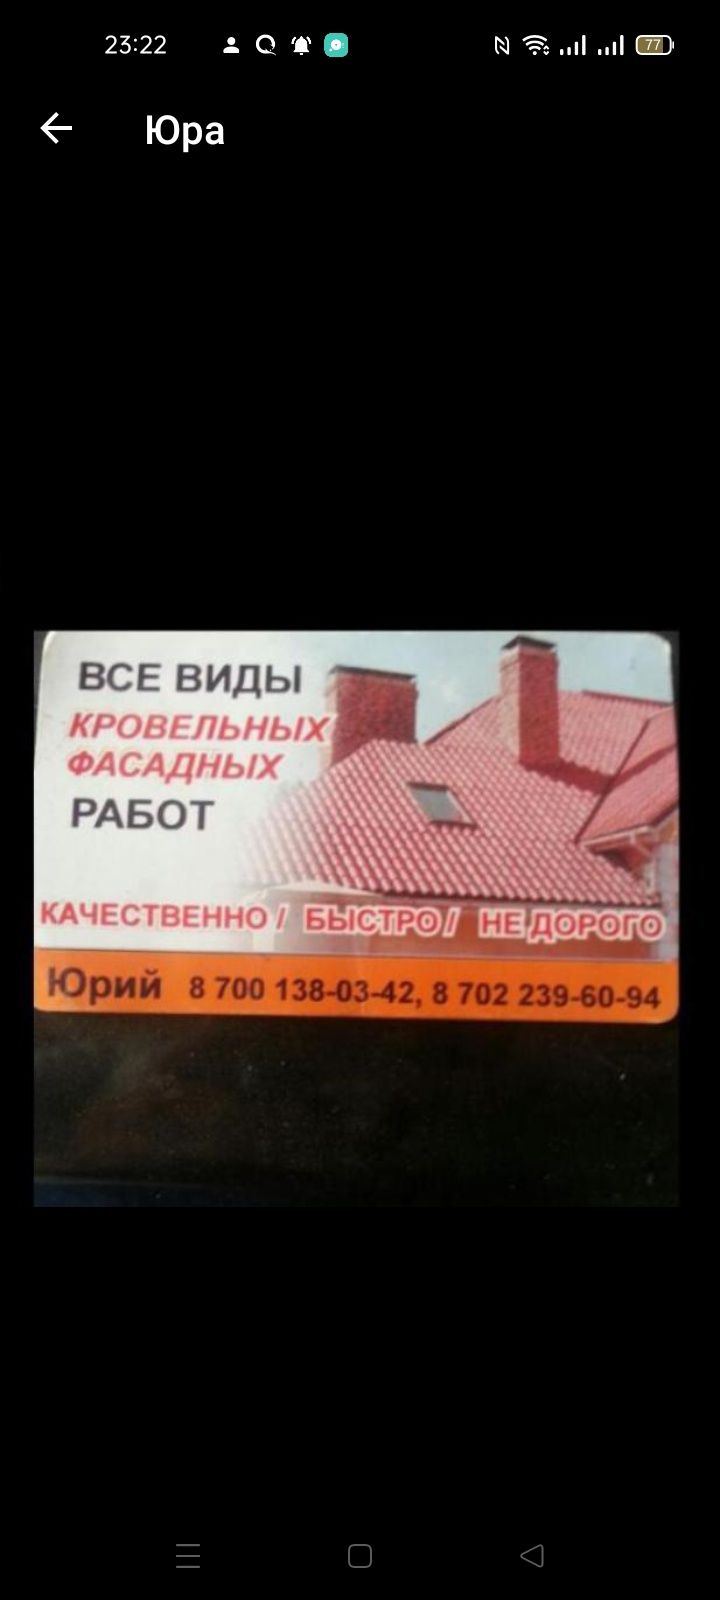 23:22
77
Юра
ВСЕ ВИДЫ
КРОВЕЛЬНЫХ
ФАСАДНЫХ
РАБОТ
КАЧЕСТВЕННО / БЫСТРО / НЕ ДОРОГО
Юрий 8 700 138-03-42, 8 702 239-60-94